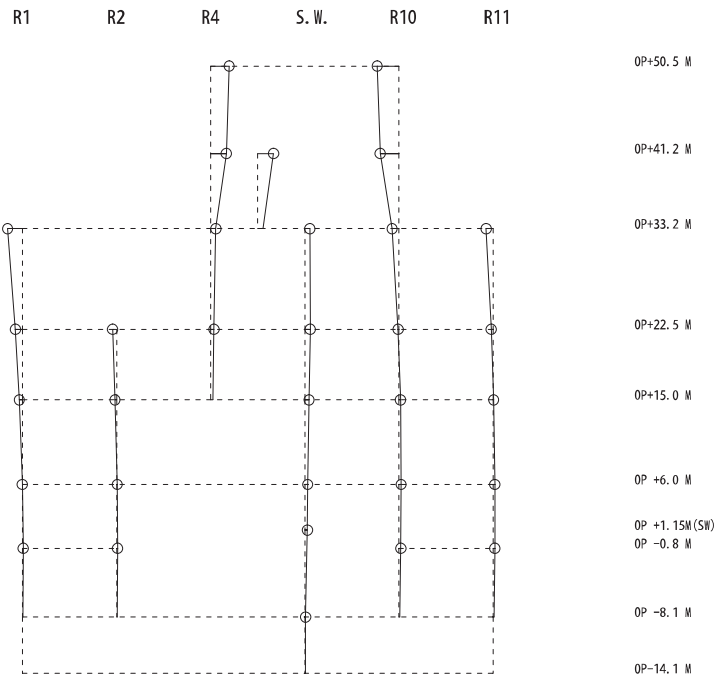 R1 R2 R4 S.W. R10 R11
OP+50.5 M
OP+41.2 M
OP+33.2 M
OP+22.5 M
OP+15.0 M
OP +6.0 M
OP +1.15M(SW)
OP -0.8 M
OP -8.1 M
OP-14.1 M